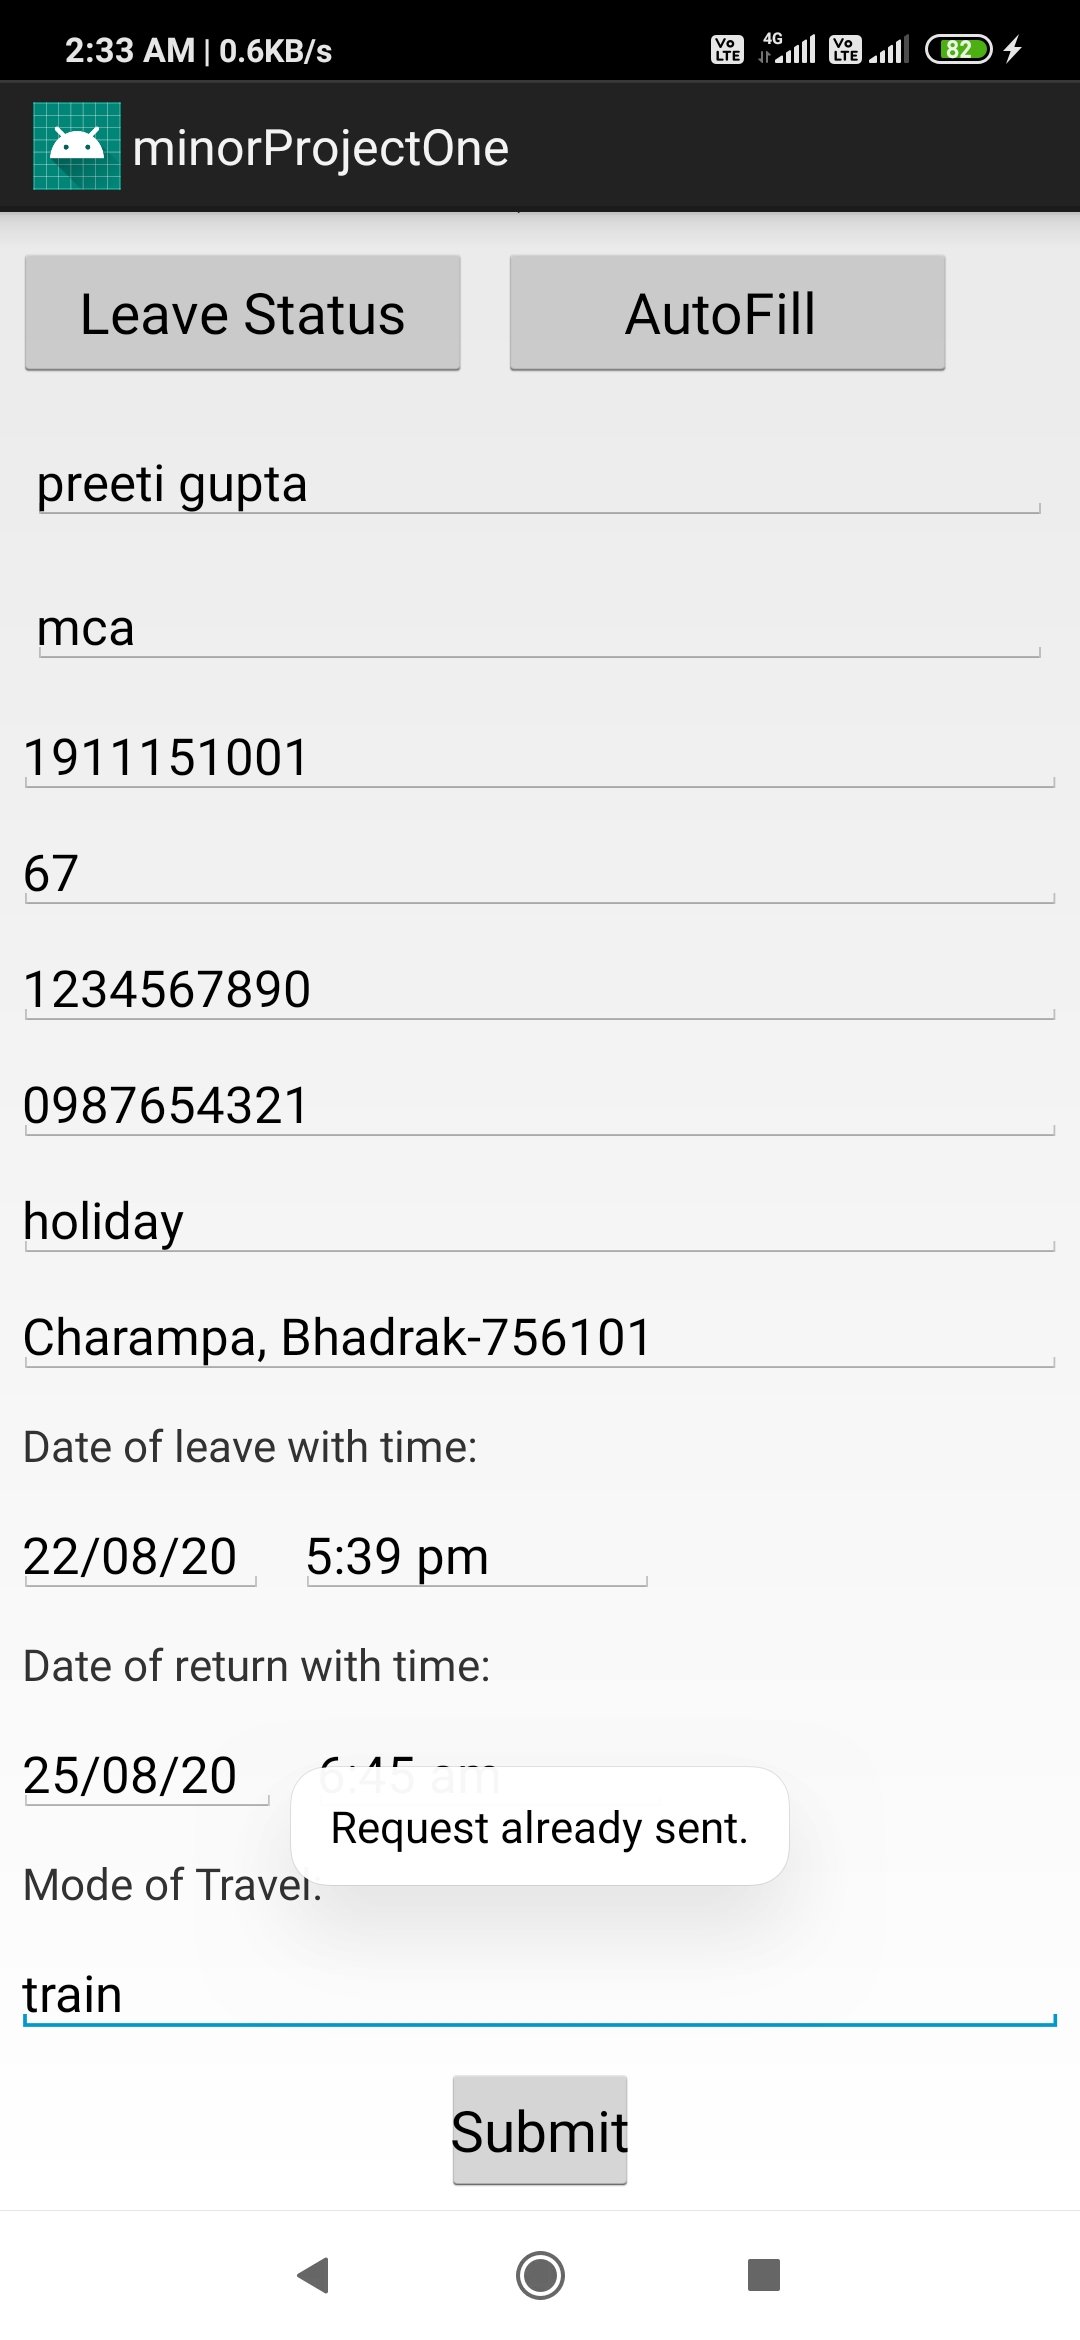 2:33 AM | 0.6KB/s Vo LTE 4G Vo LTE 82
minorProjectOne
Leave Status AutoFill
preeti gupta
mca
1911151001
67
1234567890
0987654321
holiday
Charampa, Bhadrak-756101
Date of leave with time:
22/08/20 5:39 pm
Date of return with time:
25/08/20 6:45 am
Request already sent.
Mode of Travel:
train
Submit